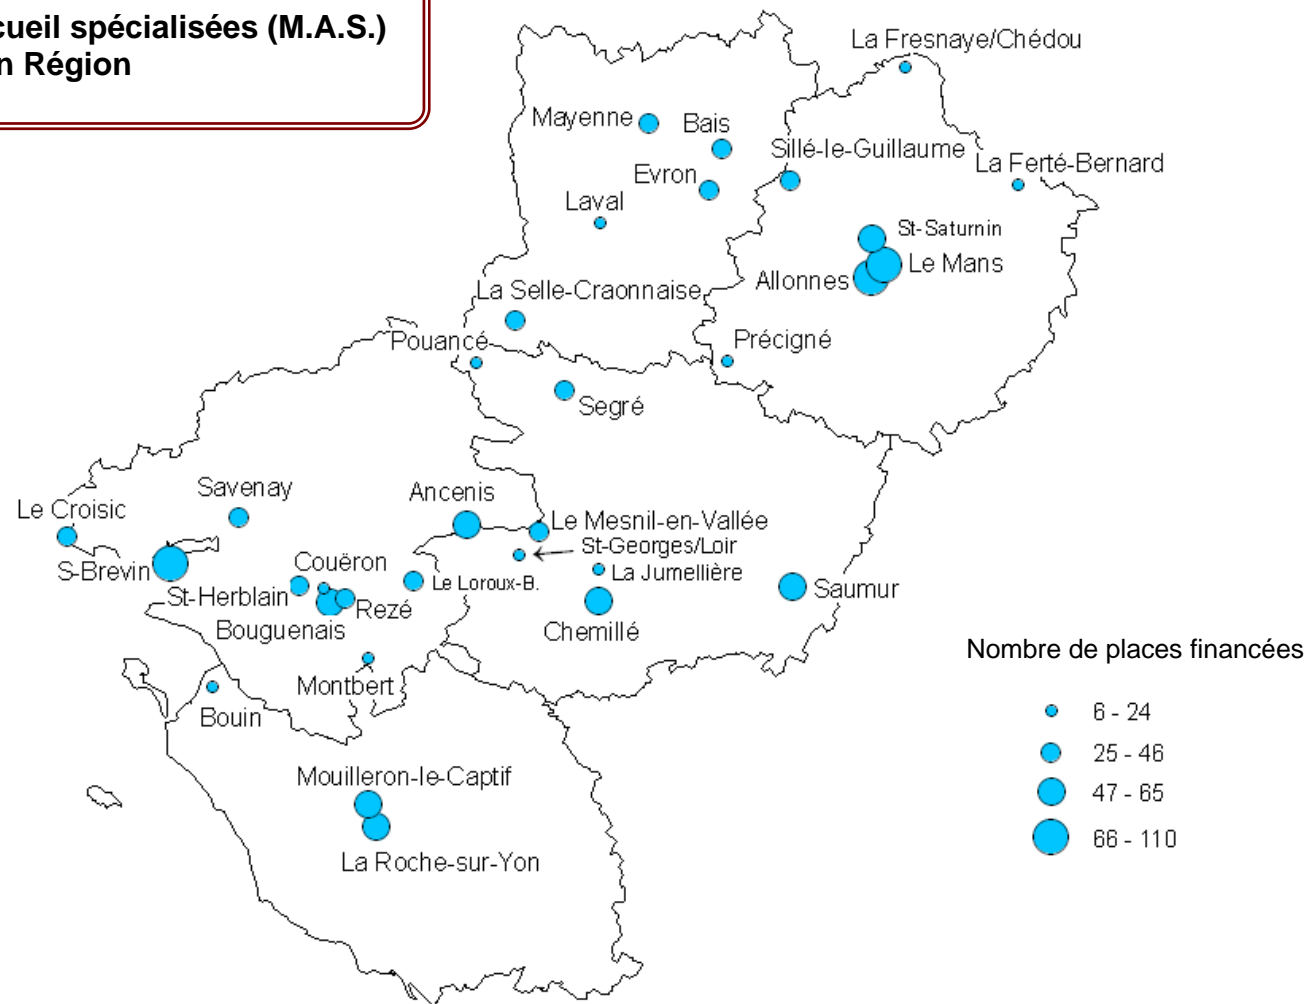 cueil spécialisées (M.A.S.)
n Région
La Fresnaye/Chédou
Mayenne
Bais
Sillé-le-Guillaume
La Ferté-Bernard
Evron
Laval
St-Saturnin
Le Mans
Allonnes
La Selle-Craonnaise
Pouancé
Précigné
Segré
Savenay
Ancenis
Le Croisic
Le Mesnil-en-Vallée
St-Georges/Loir
Couëron
S-Brevin
La Jumellière
Le Loroux-B.
Saumur
St-Herblain
Rezé
Bouguenais
Chemillé
Montbert
Bouin
Nombre de places financées
6 - 24
25 - 46
47 - 65
66 - 110
Mouilleron-le-Captif
La Roche-sur-Yon